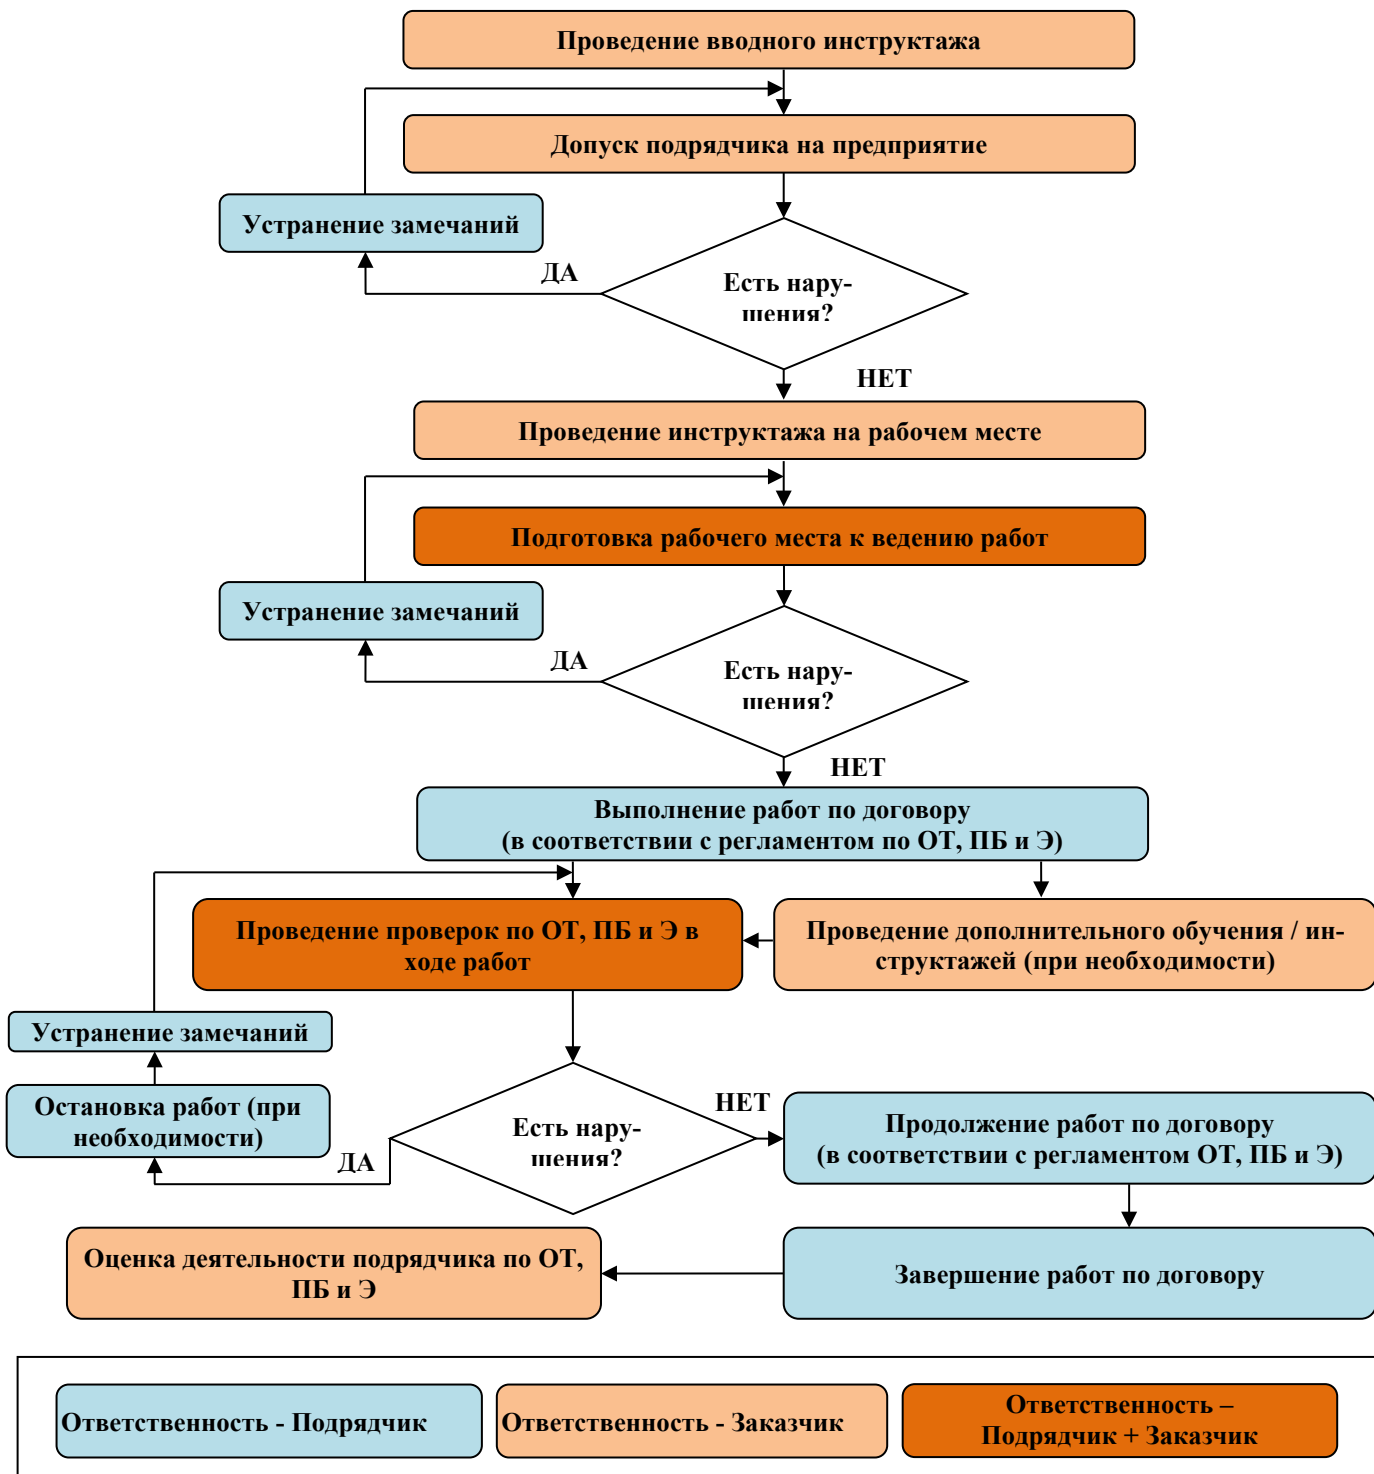 Проведение вводного инструктажа
Допуск подрядчика на предприятие
Устранение замечаний
ДА
Есть нару-
шения?
НЕТ
Проведение инструктажа на рабочем месте
Подготовка рабочего места к ведению работ
Устранение замечаний
ДА
Есть нару-
шения?
НЕТ
Выполнение работ по договору
(в соответствии с регламентом по ОТ, ПБ и Э)
Проведение проверок по ОТ, ПБ и Э в
ходе работ
Проведение дополнительного обучения / ин-
структажей (при необходимости)
Устранение замечаний
Остановка работ (при
необходимости)
ДА
Есть нару-
шения?
НЕТ
Продолжение работ по договору
(в соответствии с регламентом ОТ, ПБ и Э)
Оценка деятельности подрядчика по ОТ,
ПБ и Э
Завершение работ по договору
Ответственность - Подрядчик
Ответственность - Заказчик
Ответственность –
Подрядчик + Заказчик